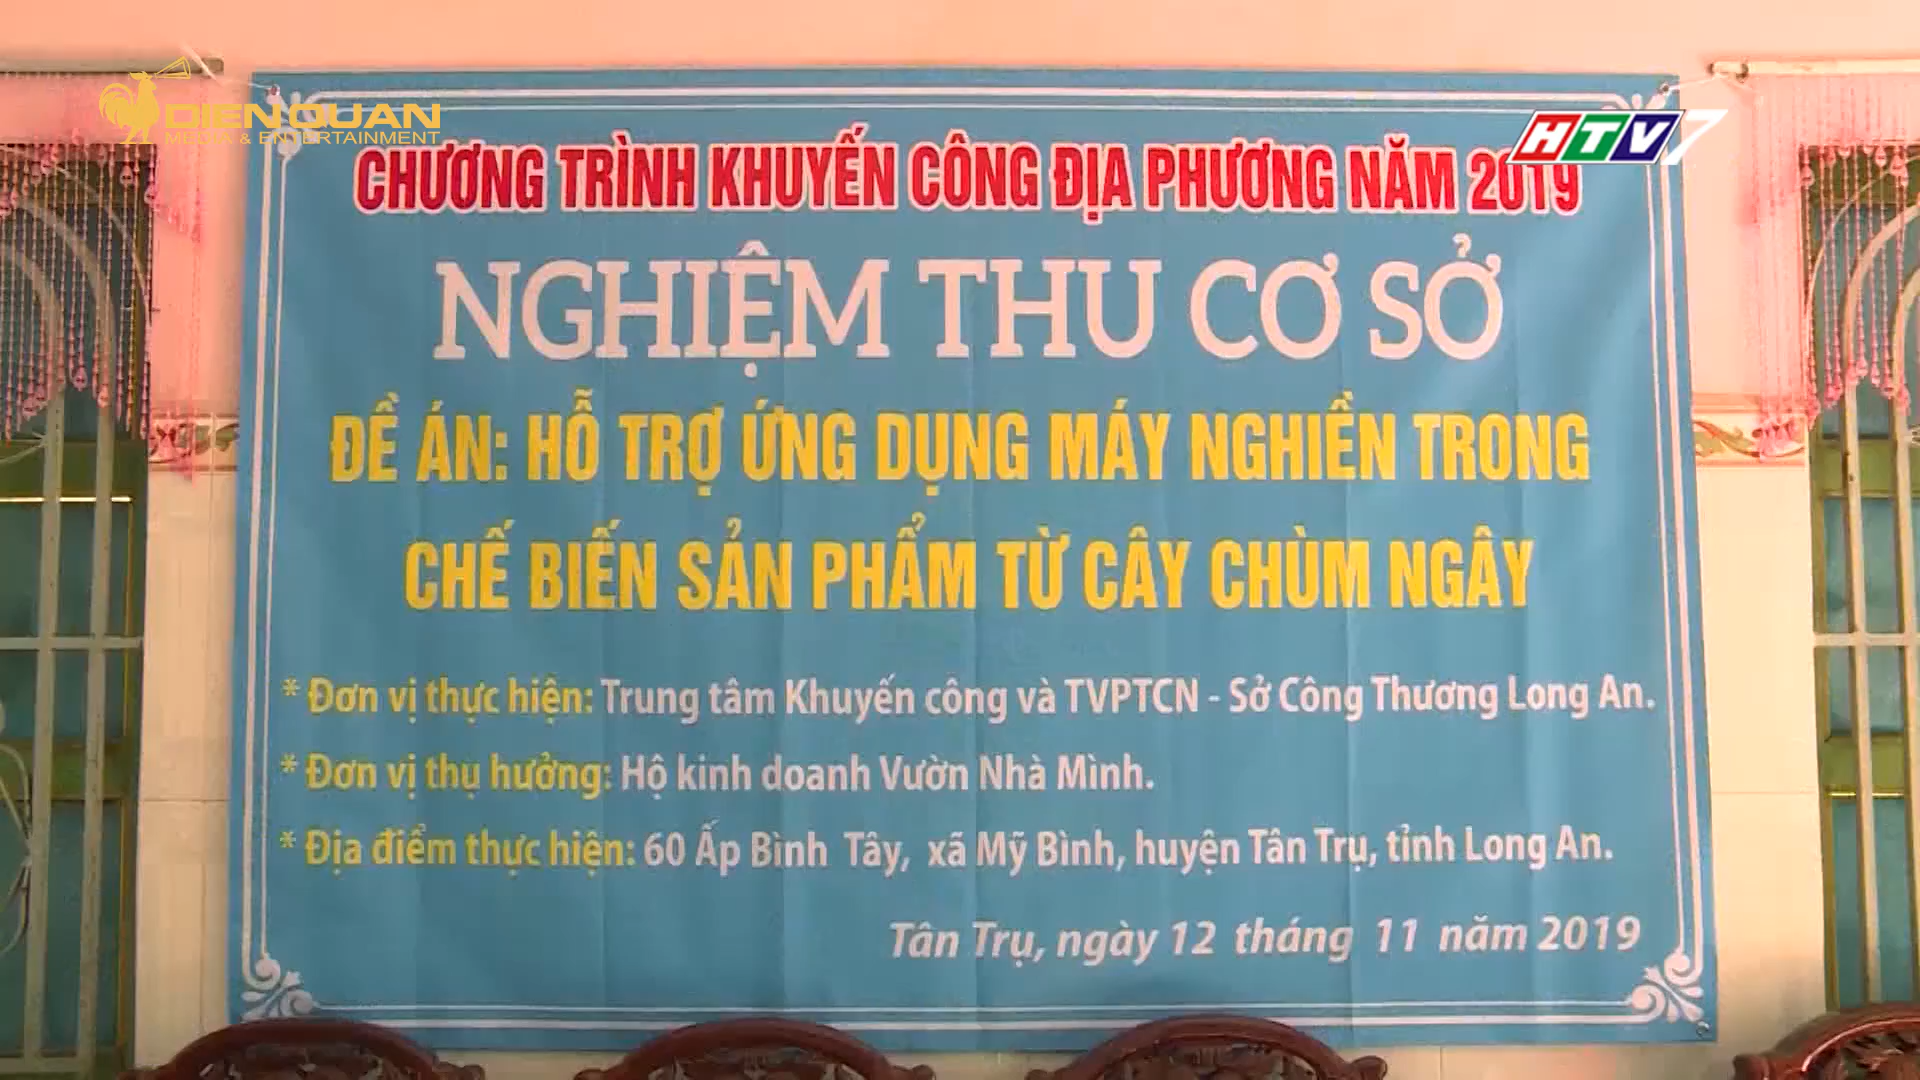 DIENQUAN
MEDIA & ENTERTAINMENT
HTV7
CHƯƠNG TRÌNH KHUYẾN CÔNG ĐỊA PHƯƠNG NĂM 2019
NGHIỆM THU CƠ SỞ
ĐỀ ÁN: HỖ TRỢ ỨNG DỤNG MÁY NGHIỀN TRONG
CHẾ BIẾN SẢN PHẨM TỪ CÂY CHÙM NGÂY
* Đơn vị thực hiện: Trung tâm Khuyến công và TVPTCN - Sở Công Thương Long An.
* Đơn vị thụ hưởng: Hộ kinh doanh Vườn Nhà Mình.
* Địa điểm thực hiện: 60 Ấp Bình Tây, xã Mỹ Bình, huyện Tân Trụ, tỉnh Long An.
Tân Trụ, ngày 12 tháng 11 năm 2019